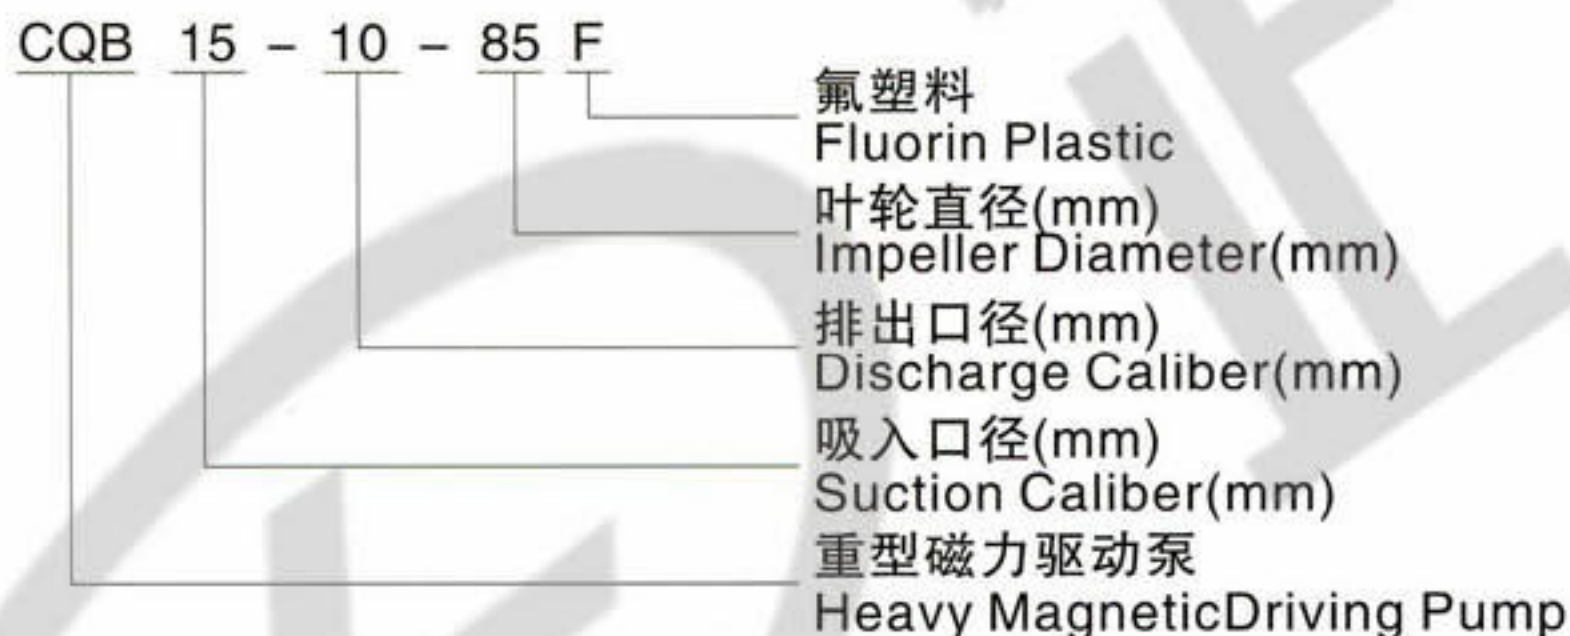 CQB 15 - 10 - 85 F
氟塑料
Fluorin Plastic
叶轮直径(mm)
Impeller Diameter(mm)
排出口径(mm)
Discharge Caliber(mm)
吸入口径(mm)
Suction Caliber(mm)
重型磁力驱动泵
Heavy MagneticDriving Pump